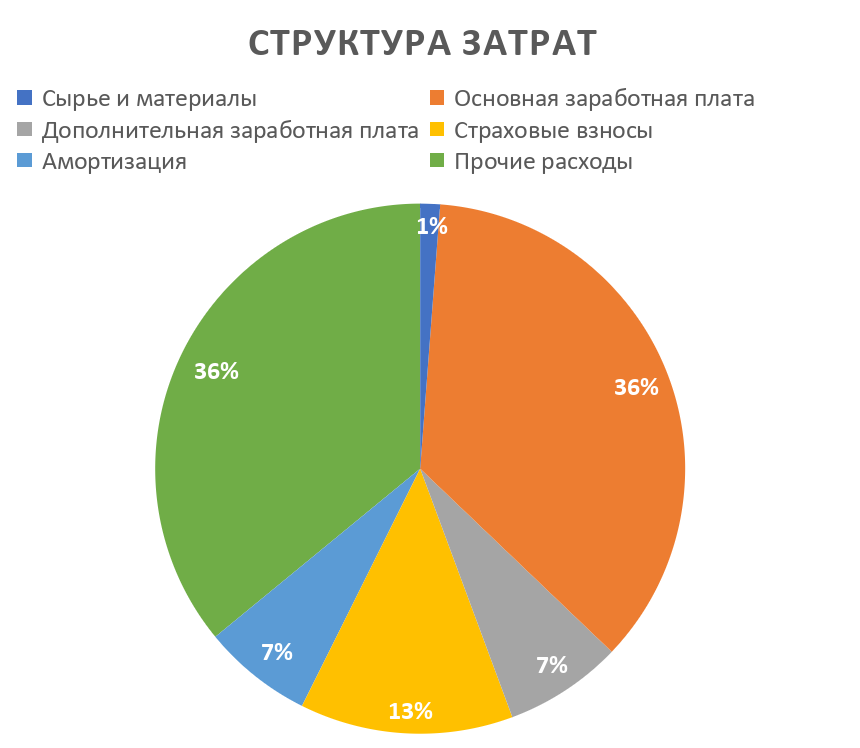 СТРУКТУРА ЗАТРАТ
Сырье и материалы
Основная заработная плата
Дополнительная заработная плата
Страховые взносы
Амортизация
Прочие расходы
1%
36%
36%
7%
7%
13%